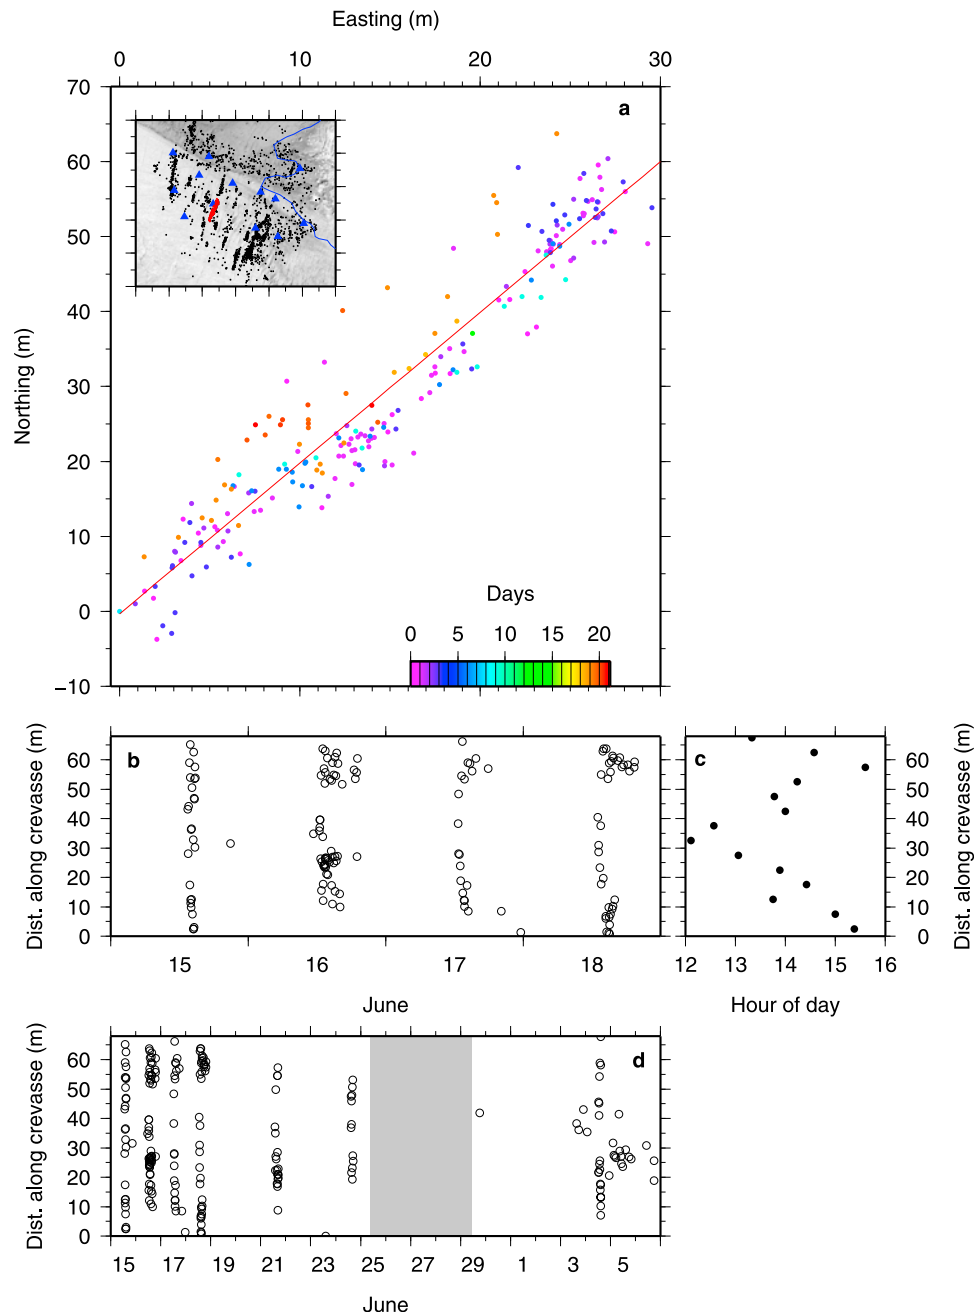 Easting (m)
0 10 20 30
70
60
50
40
30
20
10
0
−10
Northing (m)
a
Days
0 5 10 15 20
b
60
50
40
30
20
10
0
Dist. along crevasse (m)
15 16 17 18
June
c
60
50
40
30
20
10
0
Dist. along crevasse (m)
12 13 14 15 16
Hour of day
d
60
50
40
30
20
10
0
Dist. along crevasse (m)
15 17 19 21 23 25 27 29 1 3 5
June